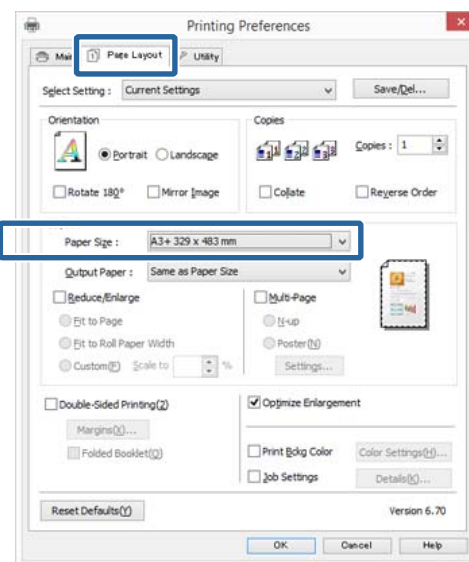 Printing Preferences
Main Page Layout Utility
Select Setting : Current Settings Save/Del...
Orientation Copies
Portrait Landscape Copies : 1
Rotate 180° Mirror Image Collate Reverse Order
Paper Size : A3+ 329 x 483 mm
Output Paper : Same as Paper Size
Reduce/Enlarge Multi-Page
Fit to Page N-up
Fit to Roll Paper Width Poster(N)
Custom(F) Scale to % Settings...
Double-Sided Printing(2) Optimize Enlargement
Margins(X)...
Folded Booklet(Q) Print Bckg Color Color Settings(H)...
Job Settings Details(K)...
Reset Defaults(Y) Version 6.70
OK Cancel Help